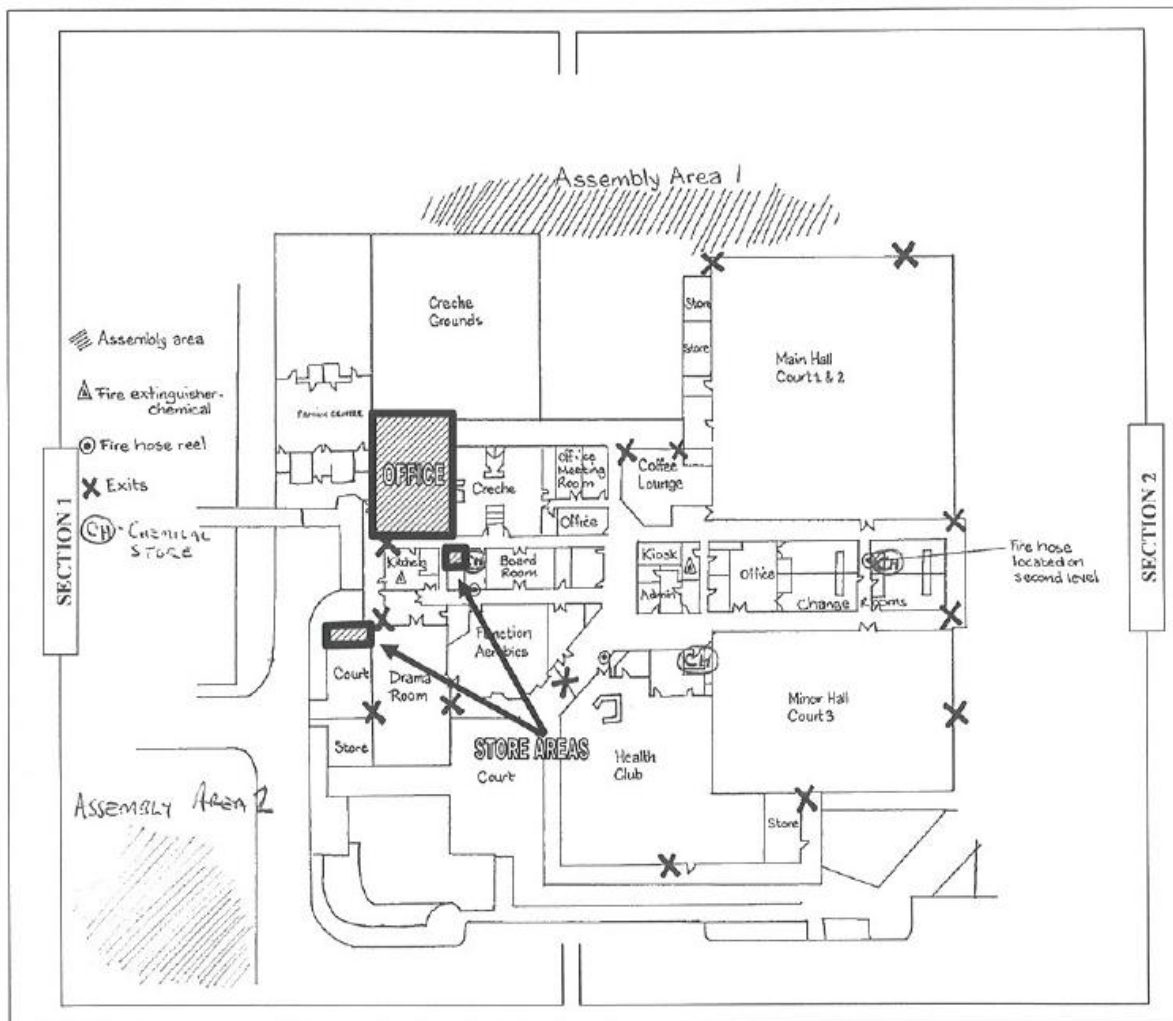 Assembly Area 1
Creche
Grounds
Store
Store
Main Hall
Court 1 & 2
Assembly area
Fire extinguisher-
chemical
Fire hose reel
Exits
CH - CHEMICAL
STORE
SECTION 1
SECTION 2
OFFICE
Creche
Office
Meeting
Room
Office
Coffee
Lounge
Kitchen
CH
Board
Room
Kiosk
Admin
Office
Change Rooms
CH
Fire hose
located on
second level
Function
Aerobics
Court
Drama
Room
Store
STORE AREAS
Court
CH
Health
Club
Minor Hall
Court 3
Store
ASSEMBLY AREA 2